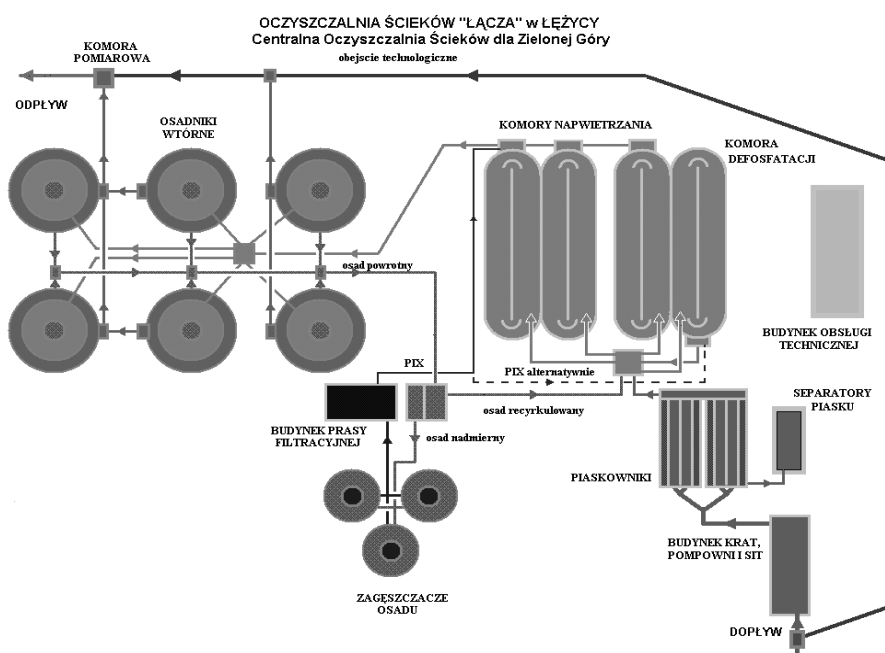 OCZYSZCZALNIA ŚCIEKÓW "ŁĄCZA" w ŁĘŻYCY
Centralna Oczyszczalnia Ścieków dla Zielonej Góry
KOMORA
POMIAROWA
obejscie technologiczne
ODPŁYW
OSADNIKI
WTÓRNE
KOMORY NAPWIETRZANIA
KOMORA
DEFOSFATACJI
osad powrotny
BUDYNEK OBSŁUGI
TECHNICZNEJ
PIX
PIX alternatywnie
SEPARATORY
PIASKU
osad recyrkulowany
BUDYNEK PRASY
FILTRACYJNEJ
osad nadmierny
PIASKOWNIKI
BUDYNEK KRAT,
POMPOWNI I SIT
ZAGĘSZCZACZE
OSADU
DOPŁYW